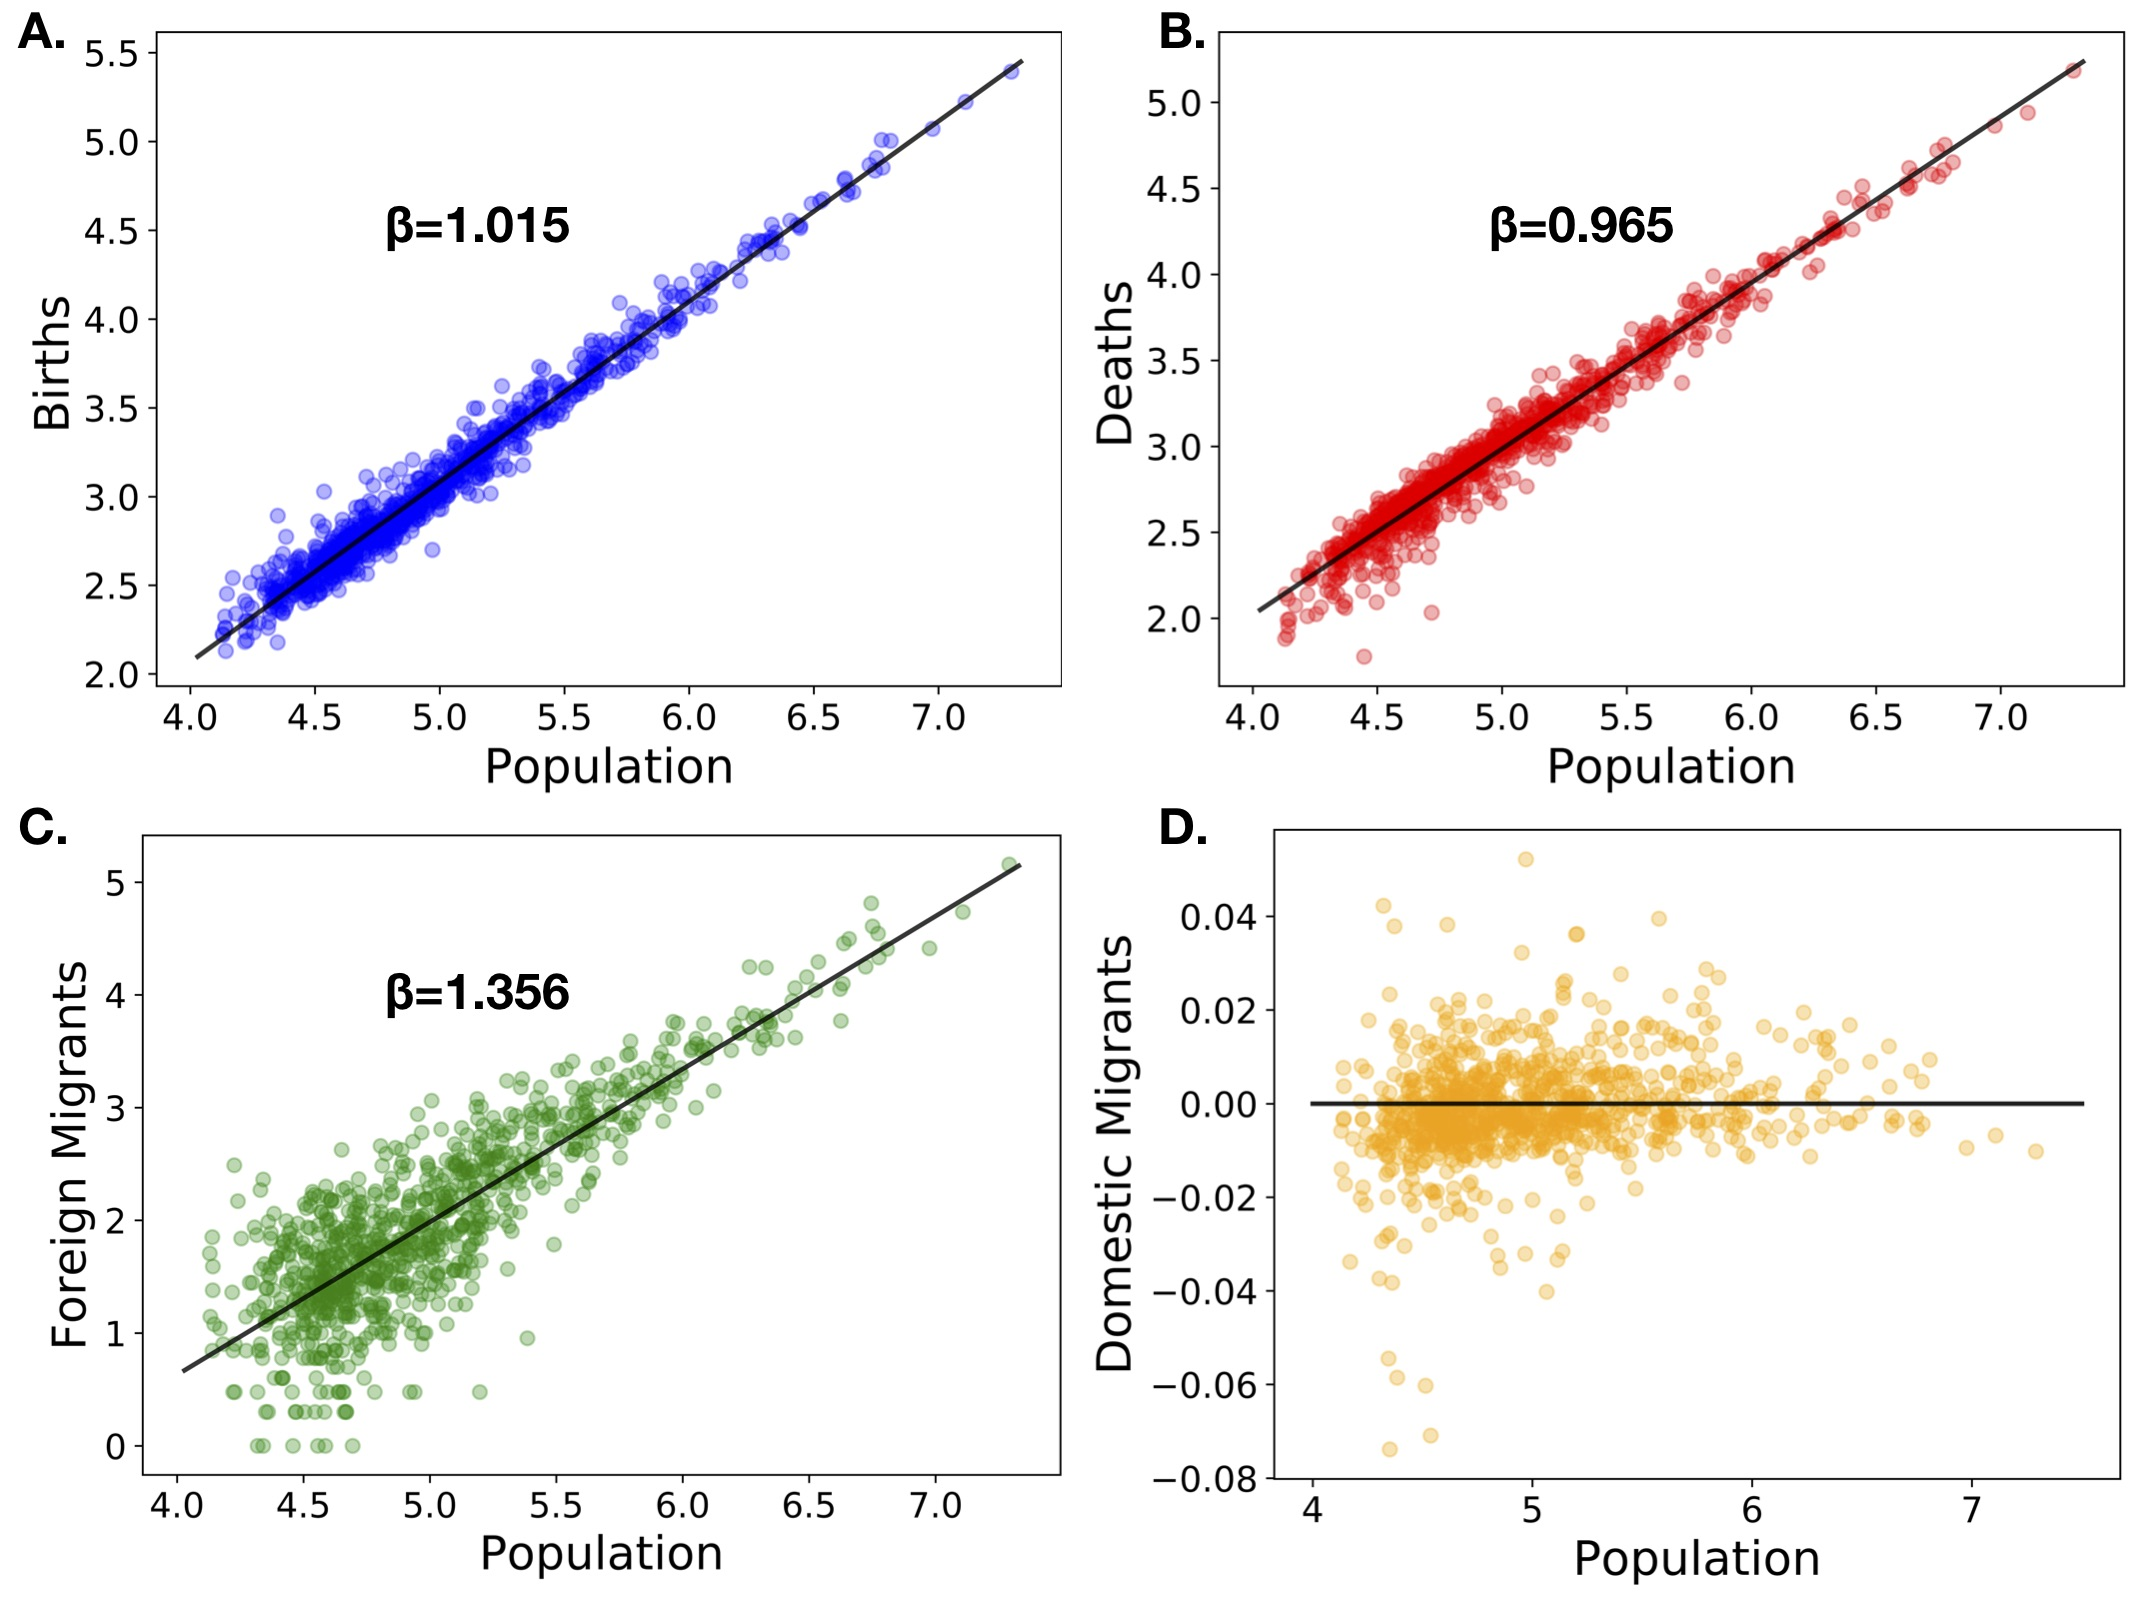 A.
5.5
5.0
4.5
4.0
3.5
3.0
2.5
2.0
Births
β=1.015
4.0 4.5 5.0 5.5 6.0 6.5 7.0
Population
B.
5.0
4.5
4.0
3.5
3.0
2.5
2.0
Deaths
β=0.965
4.0 4.5 5.0 5.5 6.0 6.5 7.0
Population
C.
5
4
3
2
1
0
Foreign Migrants
β=1.356
4.0 4.5 5.0 5.5 6.0 6.5 7.0
Population
D.
0.04
0.02
0.00
−0.02
−0.04
−0.06
−0.08
Domestic Migrants
4 5 6 7
Population